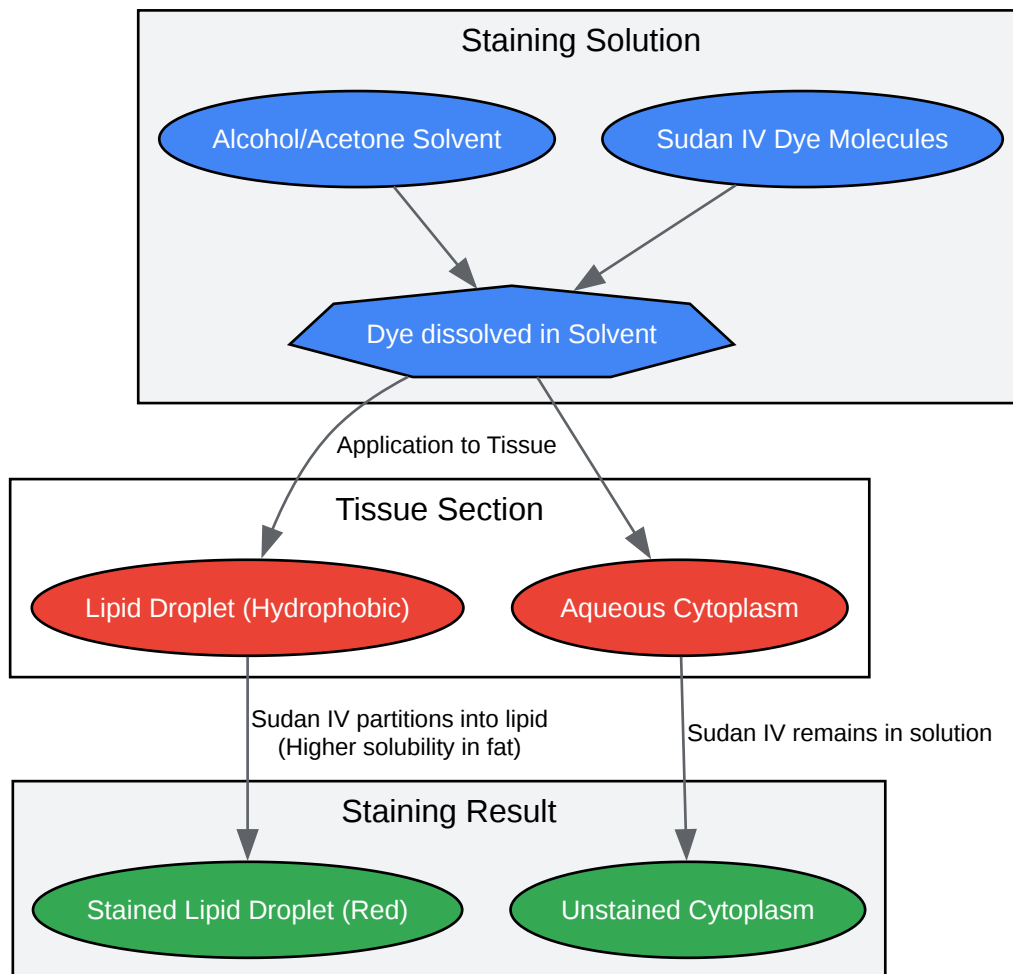 Staining Solution
Alcohol/Acetone Solvent
Sudan IV Dye Molecules
Dye dissolved in Solvent
Application to Tissue
Tissue Section
Lipid Droplet (Hydrophobic)
Aqueous Cytoplasm
Sudan IV partitions into lipid
(Higher solubility in fat)
Sudan IV remains in solution
Staining Result
Stained Lipid Droplet (Red)
Unstained Cytoplasm